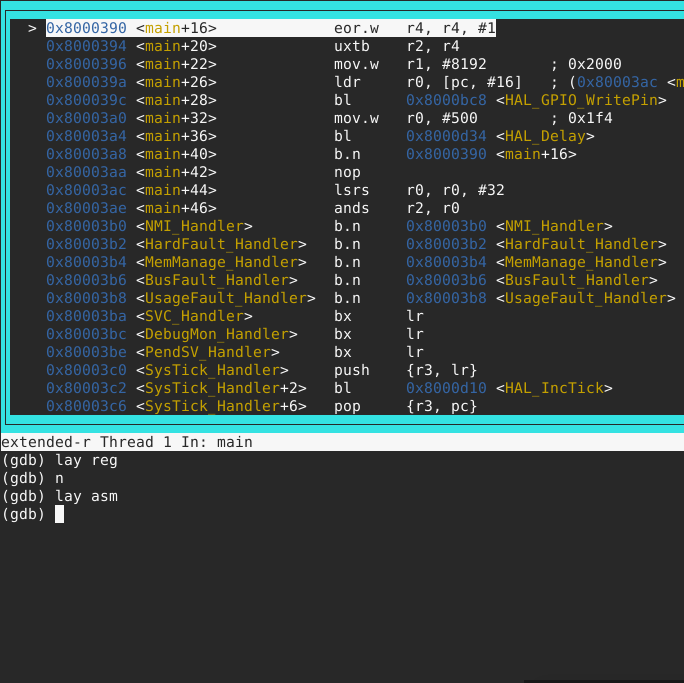 > 0x8000390 <main+16> eor.w r4, r4, #1
0x8000394 <main+20> uxtb r2, r4
0x8000396 <main+22> mov.w r1, #8192 ; 0x2000
0x800039a <main+26> ldr r0, [pc, #16] ; (0x80003ac <m
0x800039c <main+28> bl 0x8000bc8 <HAL_GPIO_WritePin>
0x80003a0 <main+32> mov.w r0, #500 ; 0x1f4
0x80003a4 <main+36> bl 0x8000d34 <HAL_Delay>
0x80003a8 <main+40> b.n 0x8000390 <main+16>
0x80003aa <main+42> nop
0x80003ac <main+44> lsrs r0, r0, #32
0x80003ae <main+46> ands r2, r0
0x80003b0 <NMI_Handler> b.n 0x80003b0 <NMI_Handler>
0x80003b2 <HardFault_Handler> b.n 0x80003b2 <HardFault_Handler>
0x80003b4 <MemManage_Handler> b.n 0x80003b4 <MemManage_Handler>
0x80003b6 <BusFault_Handler> b.n 0x80003b6 <BusFault_Handler>
0x80003b8 <UsageFault_Handler> b.n 0x80003b8 <UsageFault_Handler>
0x80003ba <SVC_Handler> bx lr
0x80003bc <DebugMon_Handler> bx lr
0x80003be <PendSV_Handler> bx lr
0x80003c0 <SysTick_Handler> push {r3, lr}
0x80003c2 <SysTick_Handler+2> bl 0x8000d10 <HAL_IncTick>
0x80003c6 <SysTick_Handler+6> pop {r3, pc}
extended-r Thread 1 In: main
(gdb) lay reg
(gdb) n
(gdb) lay asm
(gdb)